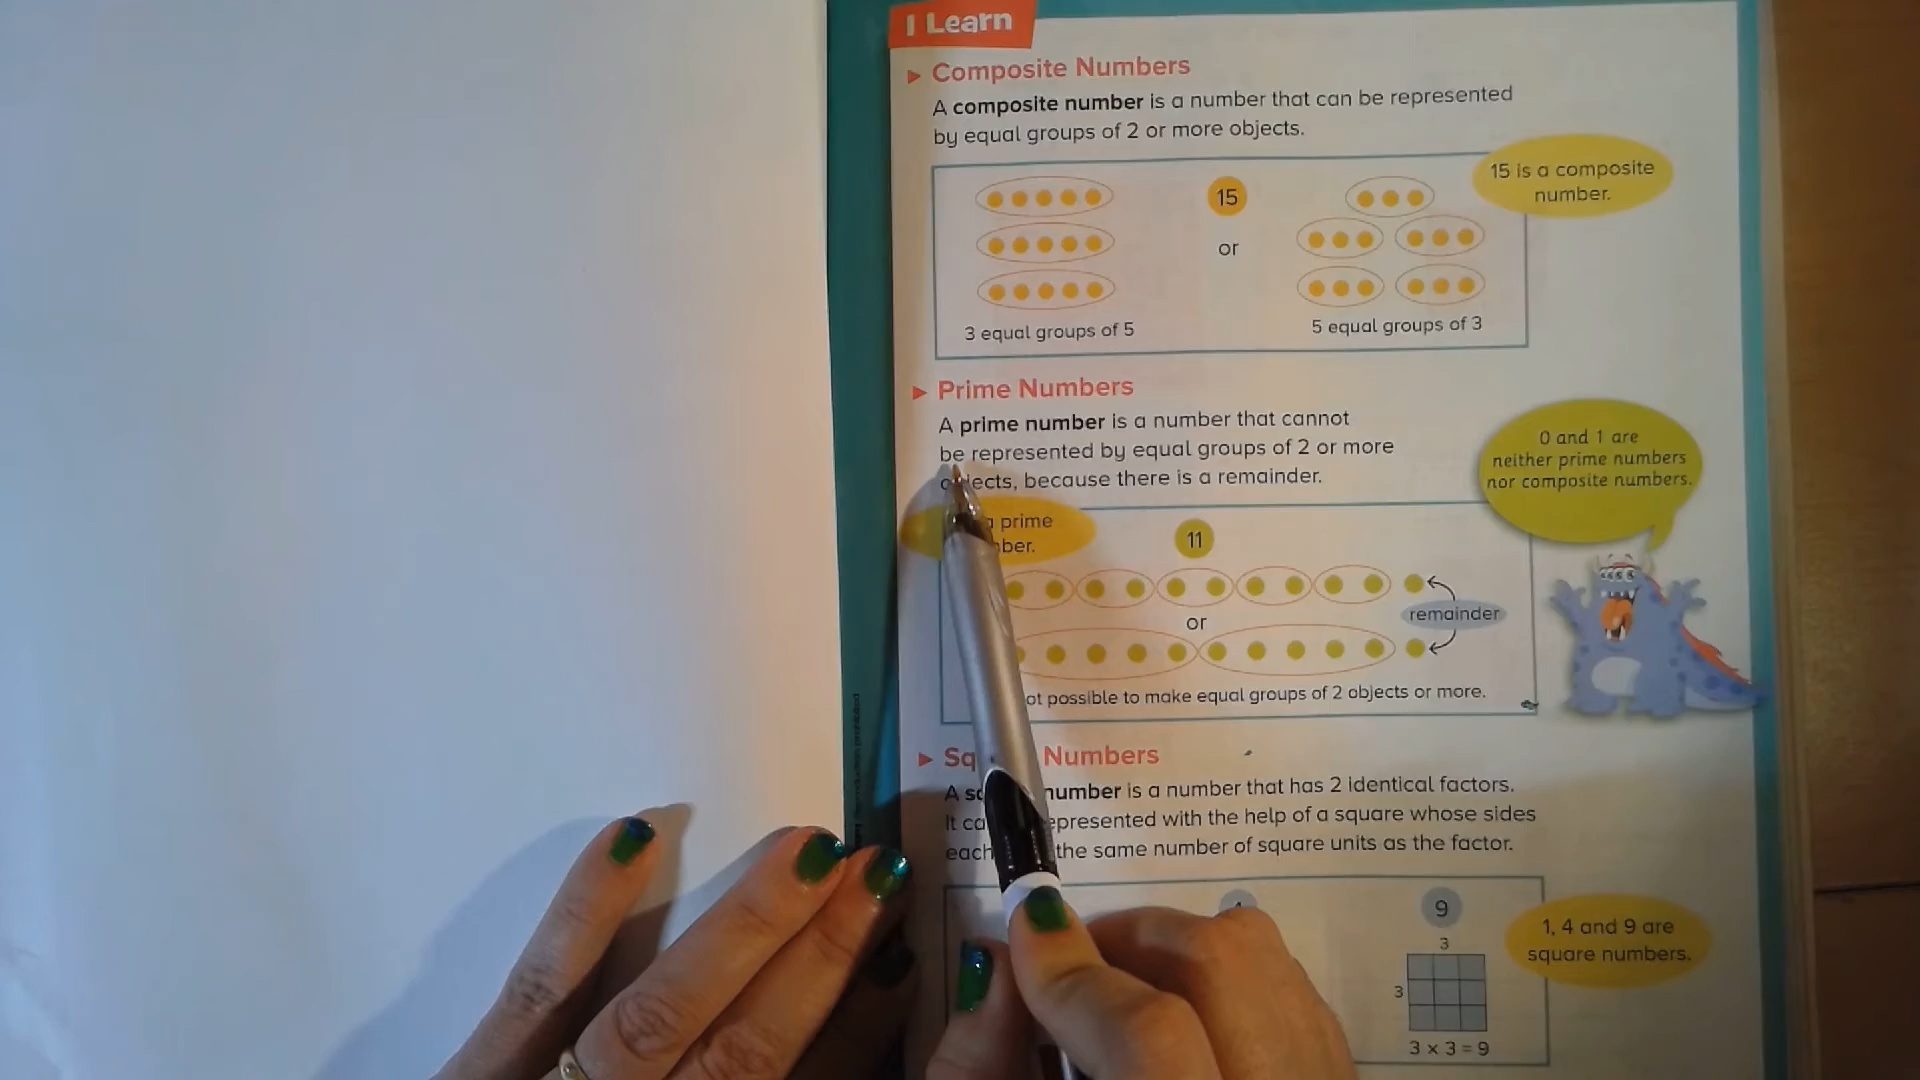 I Learn
Composite Numbers
A composite number is a number that can be represented
by equal groups of 2 or more objects.
15 is a composite
number.
15
or
3 equal groups of 5
5 equal groups of 3
Prime Numbers
A prime number is a number that cannot
be represented by equal groups of 2 or more
objects, because there is a remainder.
0 and 1 are
neither prime numbers
nor composite numbers.
a prime
11
remainder
or
possible to make equal groups of 2 objects or more.
Numbers
A number is a number that has 2 identical factors.
It represented with the help of a square whose sides
each the same number of square units as the factor.
9
3
3
3 x 3 = 9
1, 4 and 9 are
square numbers.